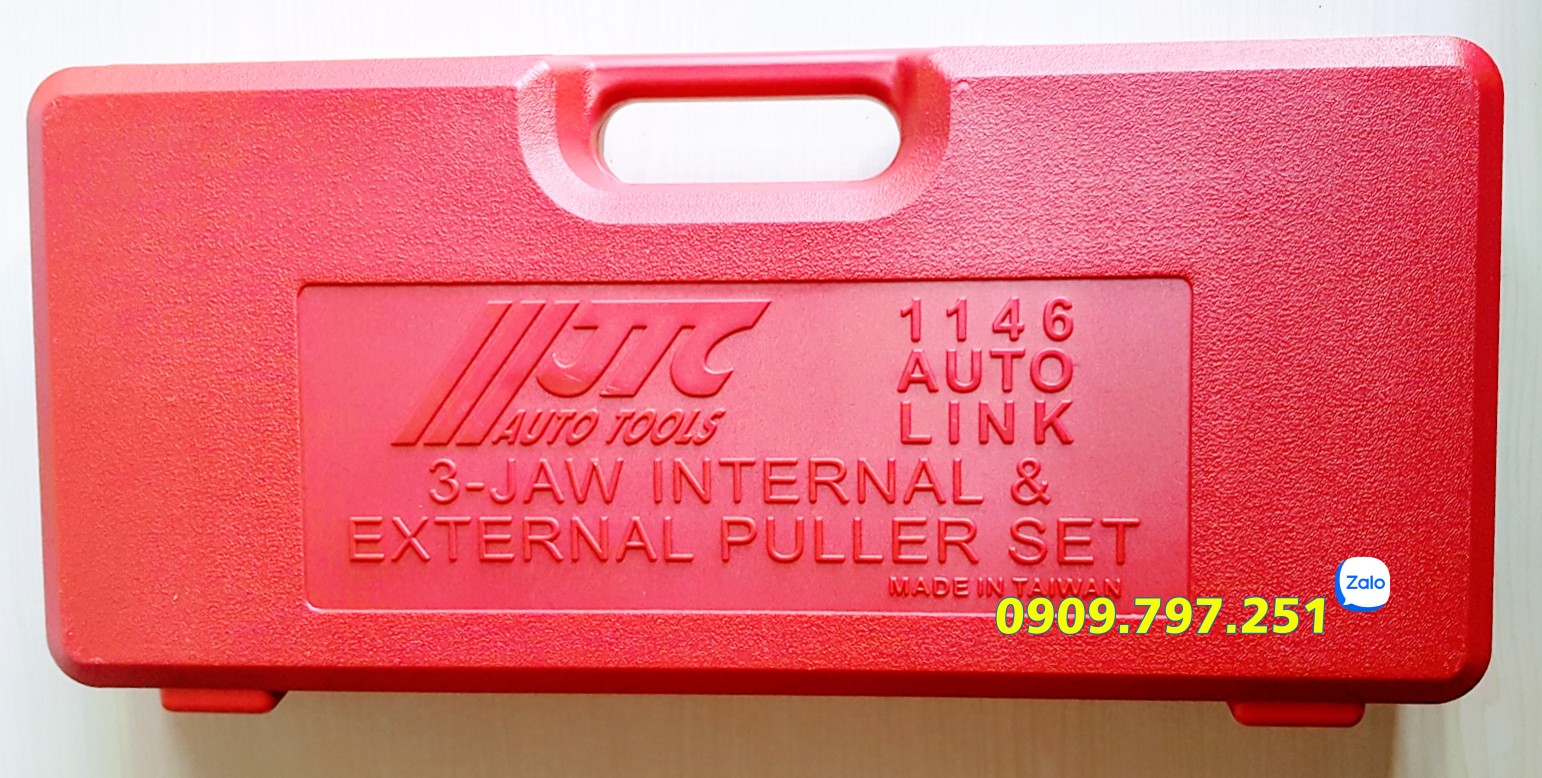 JTC
AUTO TOOLS
1146
AUTO
LINK
3-JAW INTERNAL &
EXTERNAL PULLER SET
MADE IN TAIWAN
0909.797.251
Zalo